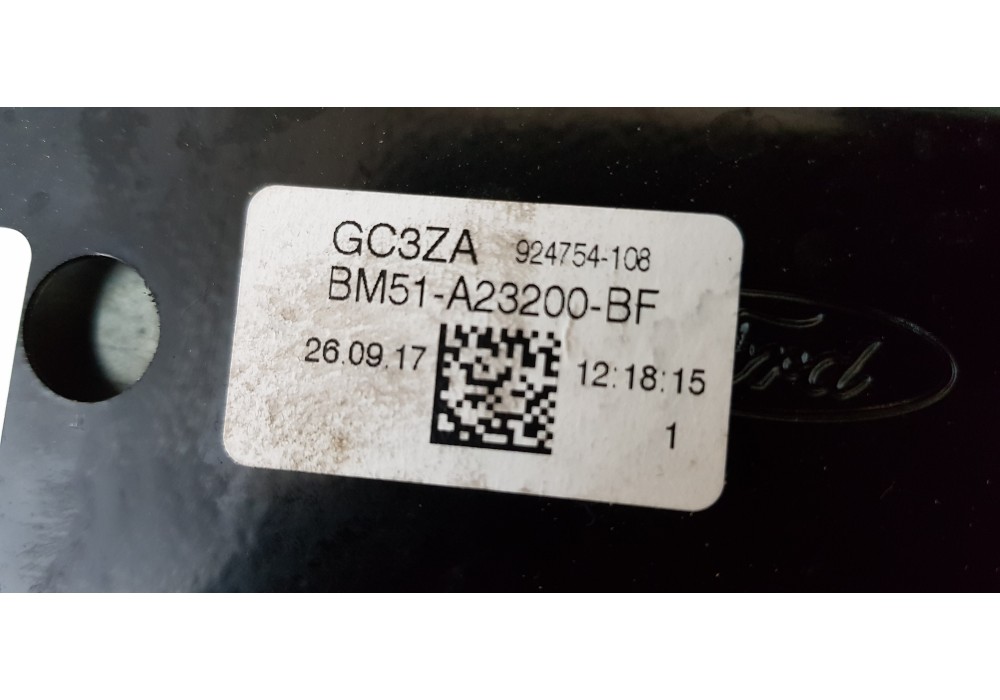 GC3ZA 924754-108
BM51-A23200-BF
26.09.17 12:18:15
1
Ford